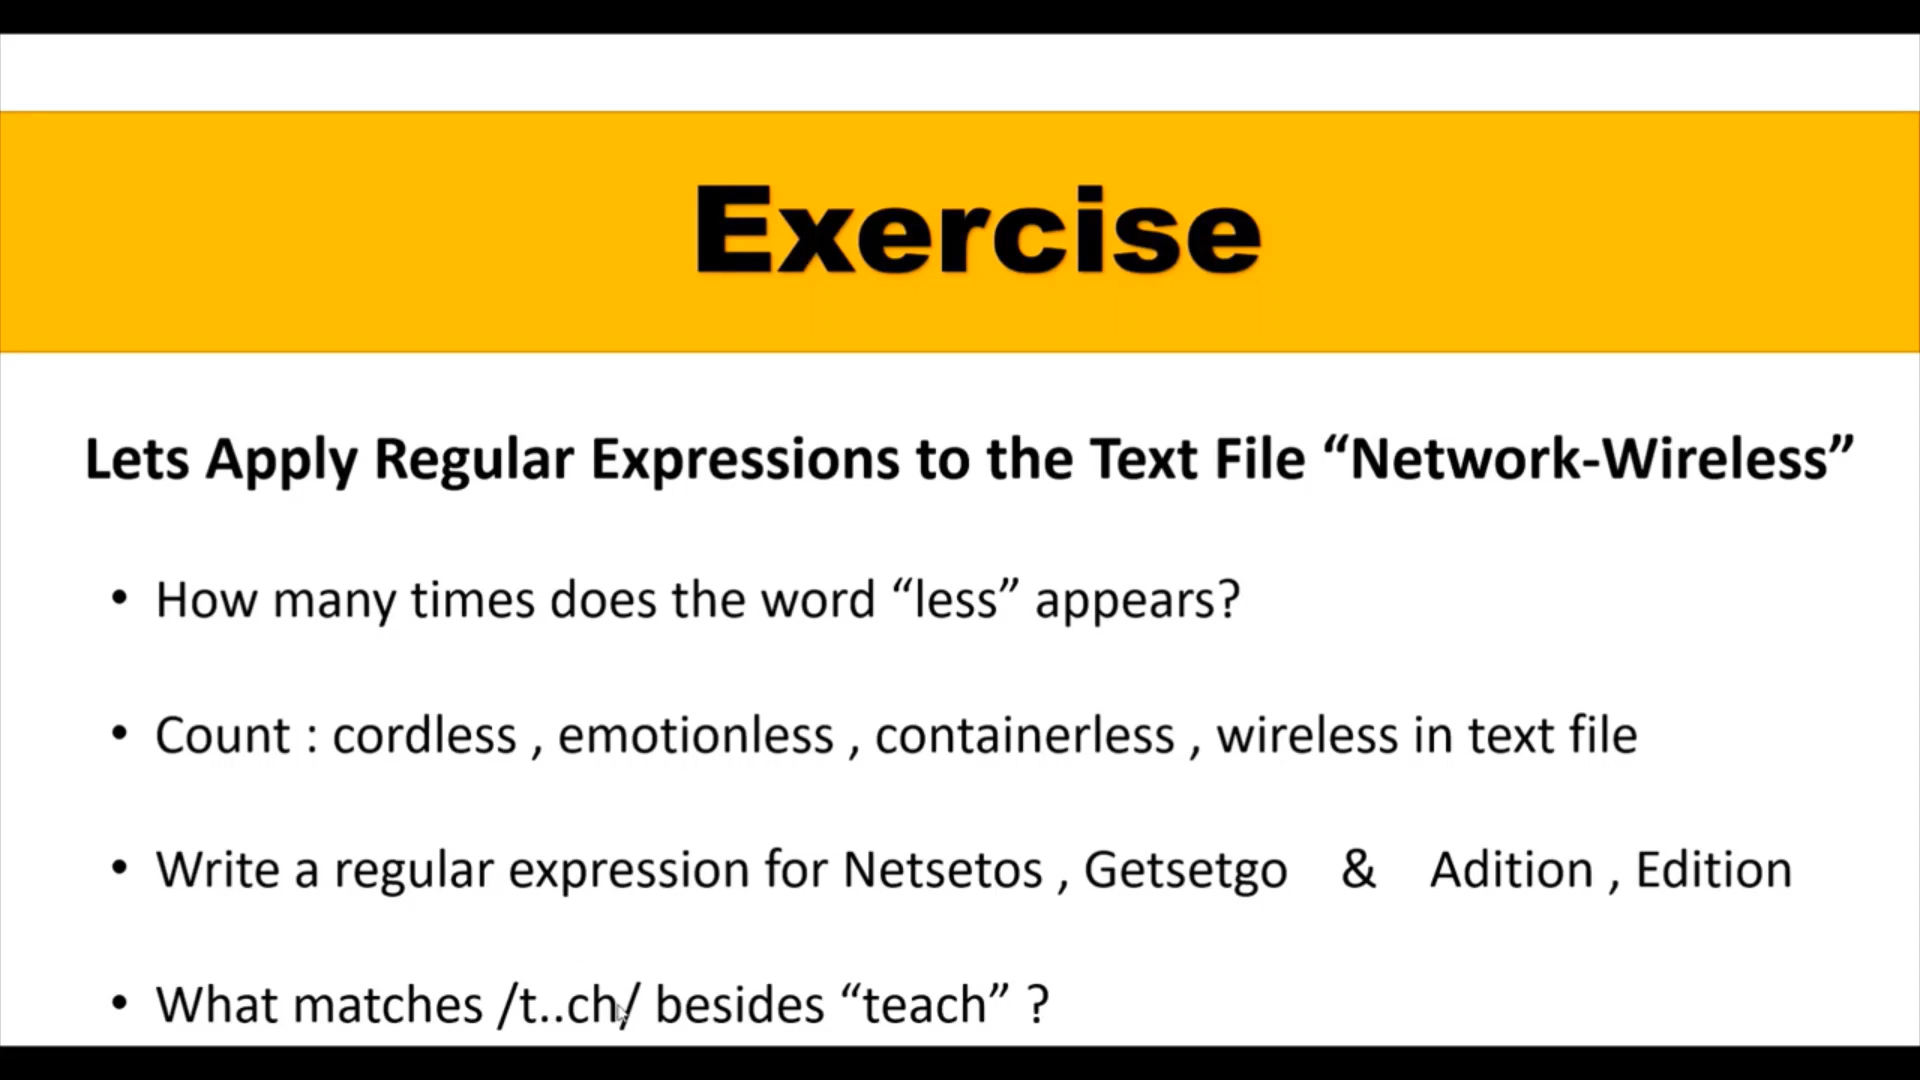 Exercise
Lets Apply Regular Expressions to the Text File “Network-Wireless”
• How many times does the word “less” appears?
• Count : cordless , emotionless , containerless , wireless in text file
• Write a regular expression for Netsetos , Getsetgo & Adition , Edition
• What matches /t..ch/ besides “teach” ?